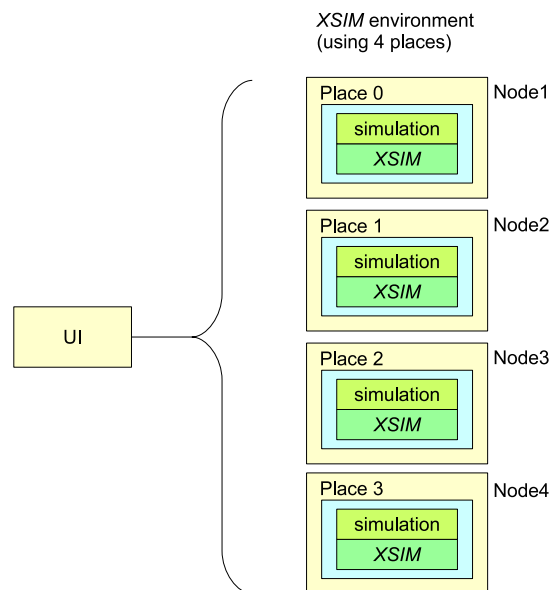 XSIM environment
(using 4 places)
Place 0
Node1
simulation
XSIM
Place 1
Node2
simulation
XSIM
UI
Place 2
Node3
simulation
XSIM
Place 3
Node4
simulation
XSIM